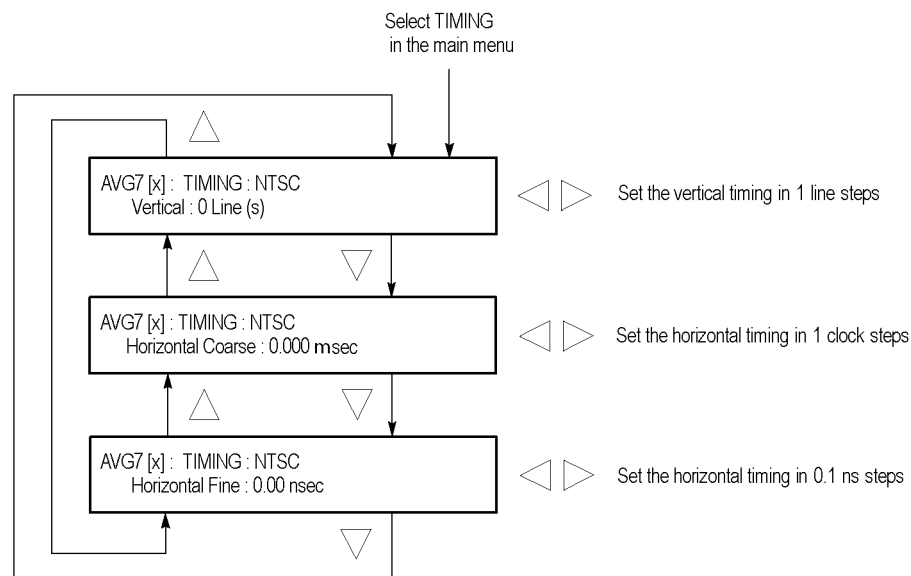 Select TIMING
in the main menu
AVG7 [x] : TIMING : NTSC
Vertical : 0 Line (s)
Set the vertical timing in 1 line steps
AVG7 [x] : TIMING : NTSC
Horizontal Coarse : 0.000 msec
Set the horizontal timing in 1 clock steps
AVG7 [x] : TIMING : NTSC
Horizontal Fine : 0.00 nsec
Set the horizontal timing in 0.1 ns steps